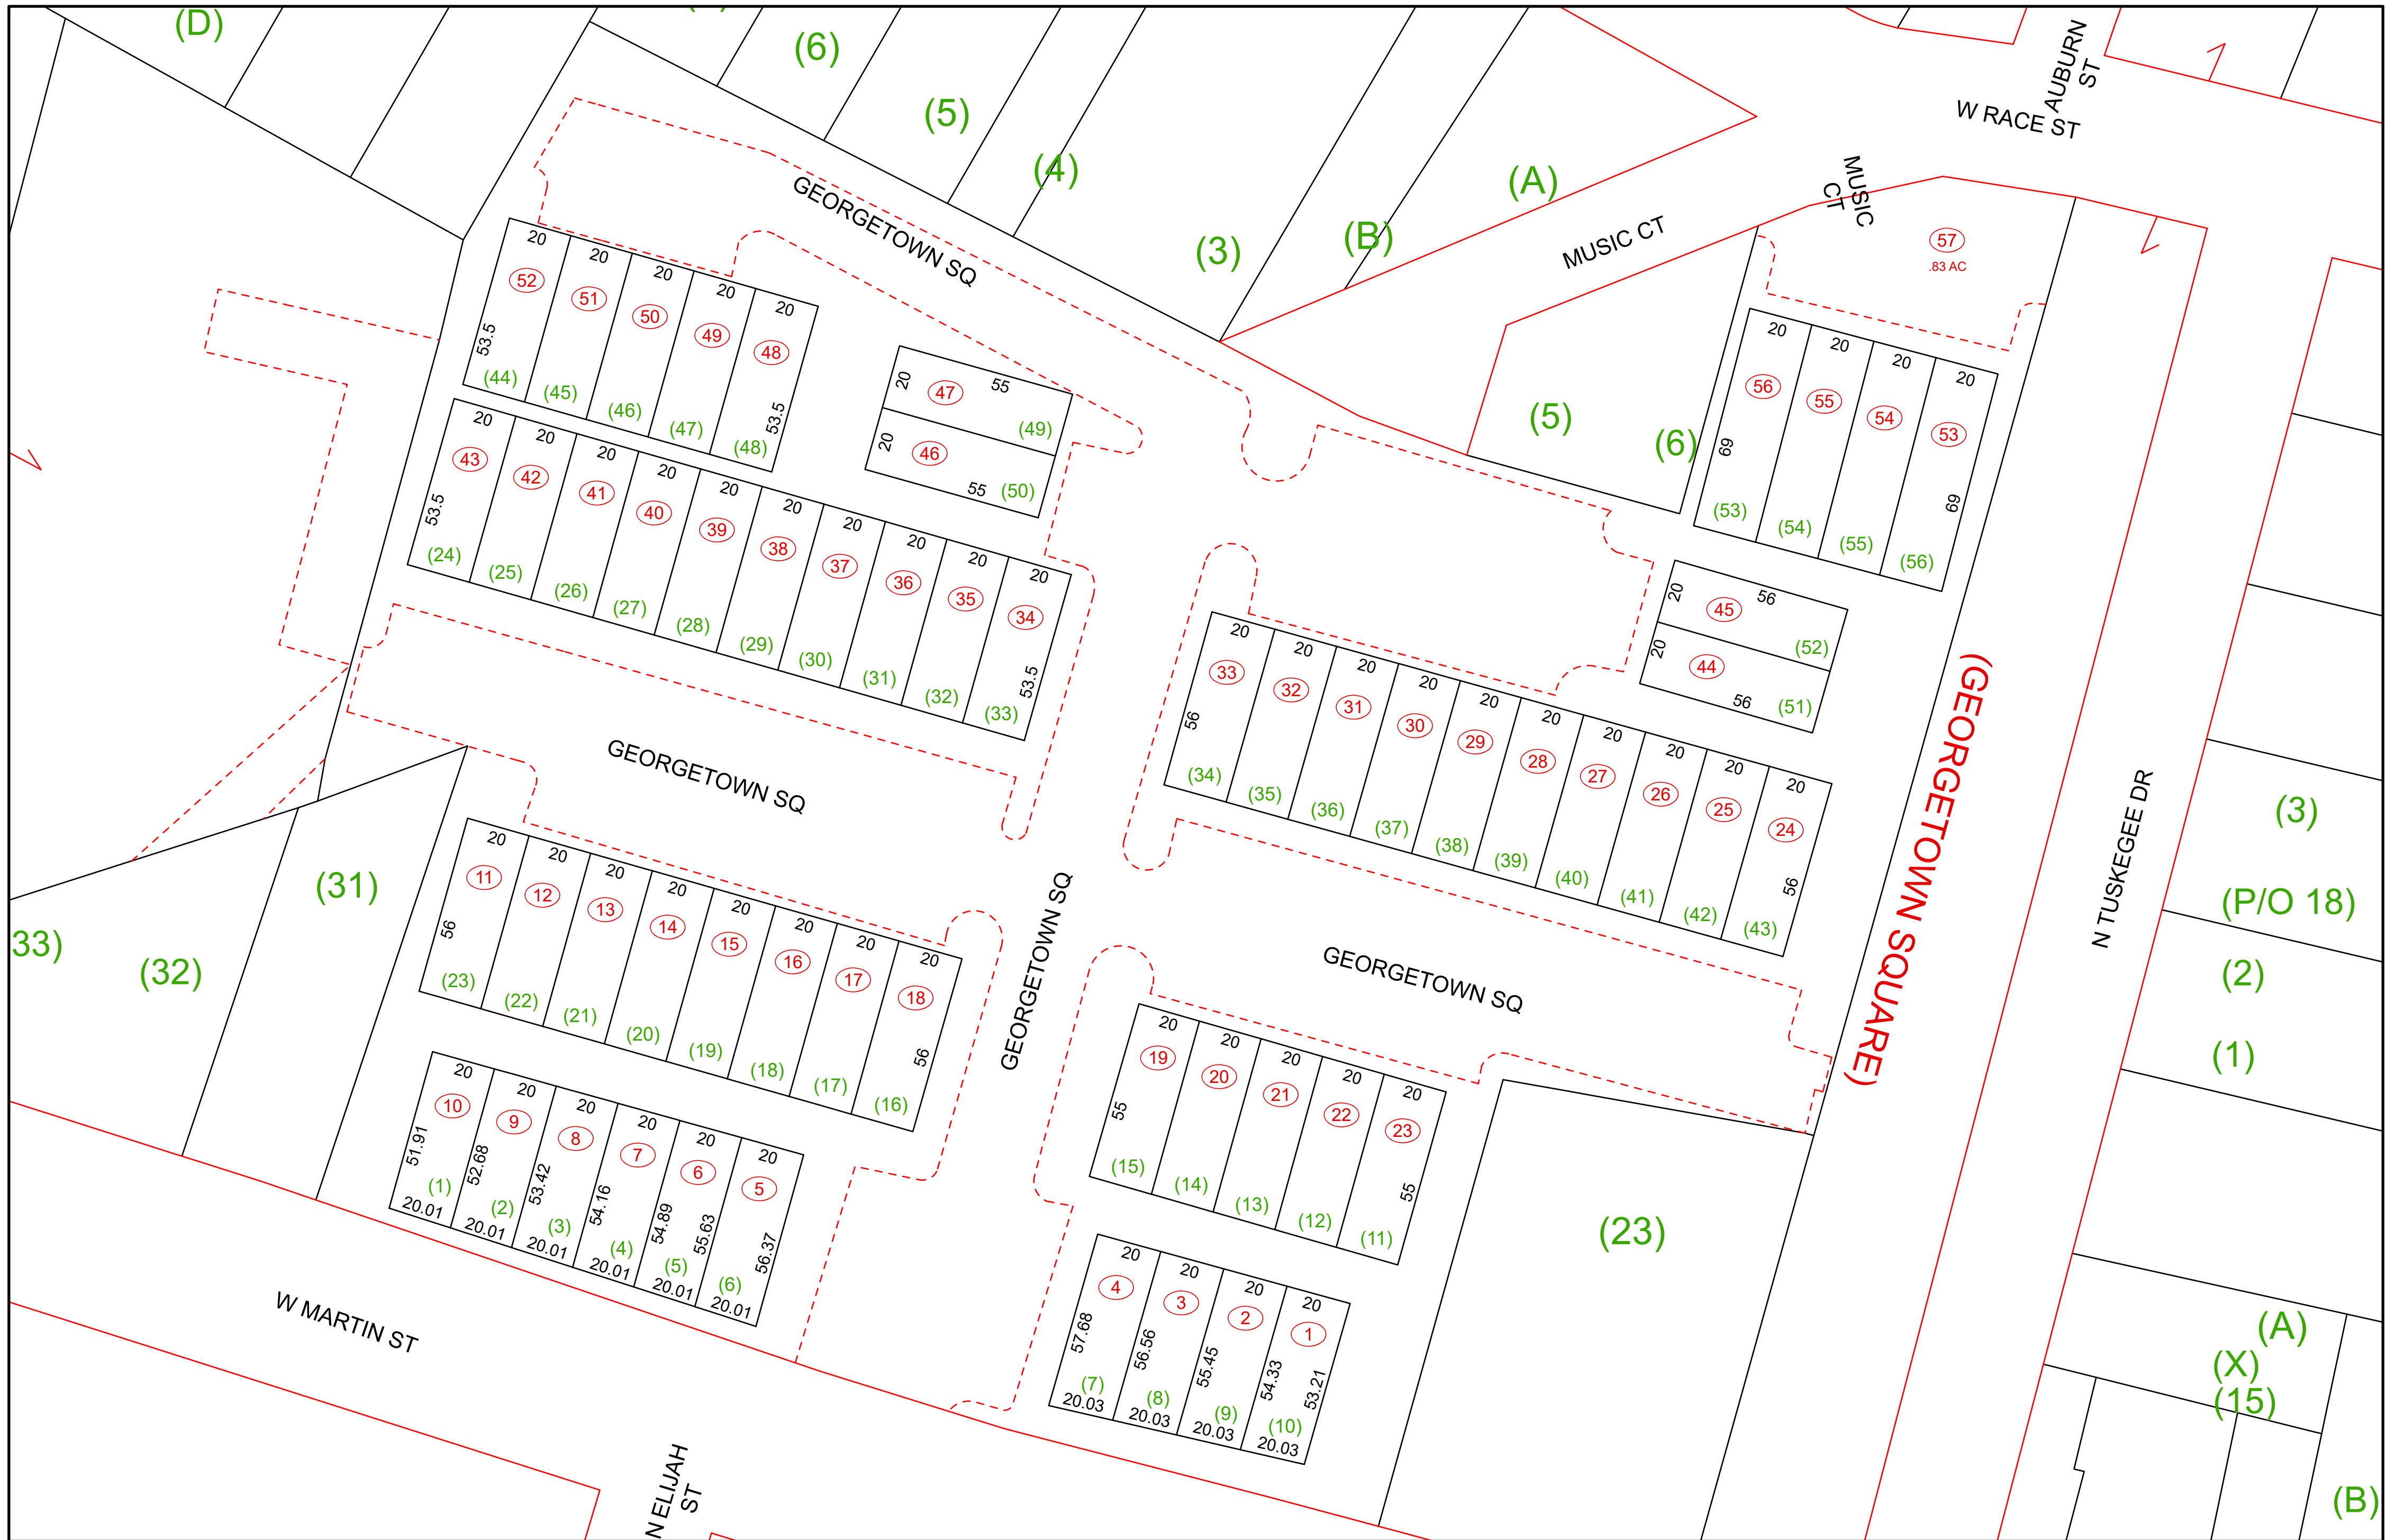 (D)
(6)
(5)
(4)
(3)
(B)
(A)
AUBURN
ST
W RACE ST
MUSIC
CT
MUSIC CT
57
.83 AC
GEORGETOWN SQ
20 20 20 20 20
52 51 50 49 48
53.5 53.5
(44) (45) (46) (47) (48)
20 47 55 (49)
20 46 55 (50)
(5)
(6)
20 20 20 20
56 55 54 53
69 69
(53) (54) (55) (56)
20 20 20 20 20 20 20 20 20 20
43 42 41 40 39 38 37 36 35 34
53.5 53.5
(24) (25) (26) (27) (28) (29) (30) (31) (32) (33)
20 45 56 (52)
20 44 56 (51)
20 20 20 20 20 20 20 20 20 20
33 32 31 30 29 28 27 26 25 24
56 56
(34) (35) (36) (37) (38) (39) (40) (41) (42) (43)
(GEORGETOWN SQUARE)
N TUSKEGEE DR
(3)
(P/O 18)
(2)
(1)
GEORGETOWN SQ
(31)
33)
(32)
20 20 20 20 20 20 20 20
11 12 13 14 15 16 17 18
56 56
(23) (22) (21) (20) (19) (18) (17) (16)
GEORGETOWN SQ
GEORGETOWN SQ
20 20 20 20 20
19 20 21 22 23
55 55
(15) (14) (13) (12) (11)
20 20 20 20 20 20
10 9 8 7 6 5
51.91 52.68 53.42 54.16 54.89 55.63 56.37
(1) (2) (3) (4) (5) (6)
20.01 20.01 20.01 20.01 20.01 20.01
(23)
20 20 20 20
4 3 2 1
57.68 56.56 55.45 54.33 53.21
(7) (8) (9) (10)
20.03 20.03 20.03 20.03
W MARTIN ST
N ELIJAH
ST
(A)
(X)
(15)
(B)